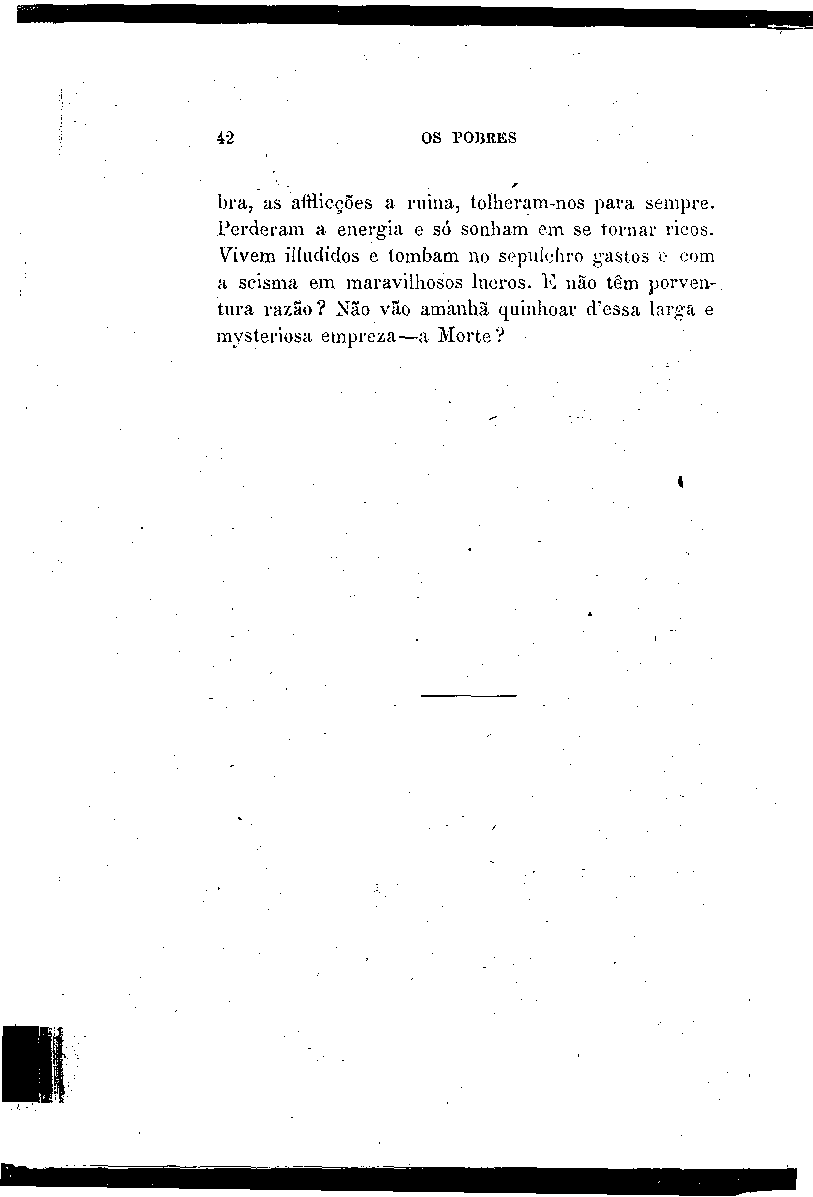 42 OS POBRES
bra, as afflicções a ruina, tolheram-nos para sempre.
Perderam a energia e só sonham em se tornar ricos.
Vivem illudidos e tombam no sepulchro gastos e com
a scisma em maravilhosos lucros. E não têm porven-
tura razão? Não vão amanhã quinhoar d'essa larga e
mysteriosa empreza—a Morte?